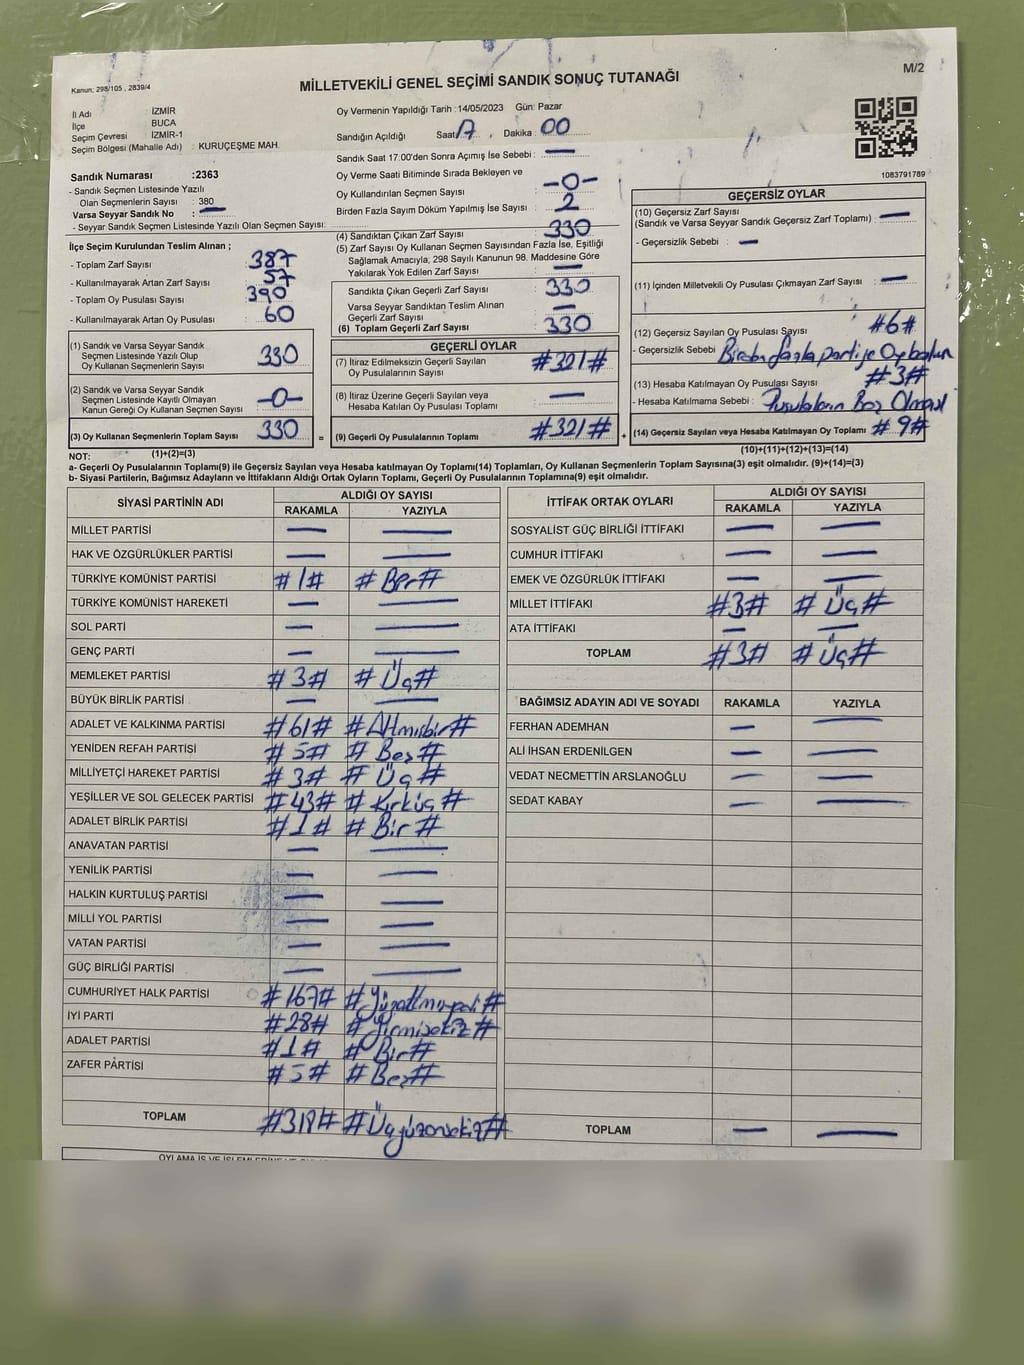 M/2
Kanun: 298/105 , 2839/4
MİLLETVEKİLİ GENEL SEÇİMİ SANDIK SONUÇ TUTANAĞI
İl Adı : İZMİR
İlçe : BUCA
Seçim Çevresi : İZMİR-1
Seçim Bölgesi (Mahalle Adı) : KURUÇEŞME MAH.
Sandık Numarası :2363
- Sandık Seçmen Listesinde Yazılı
Olan Seçmenlerin Sayısı : 380
Varsa Seyyar Sandık No : —
- Seyyar Sandık Seçmen Listesinde Yazılı Olan Seçmen Sayısı:
Oy Vermenin Yapıldığı Tarih :14/05/2023 Gün: Pazar
Sandığın Açıldığı Saat: , Dakika : 00
Sandık Saat 17:00'den Sonra Açımış İse Sebebi : —
Oy Verme Saati Bitiminde Sırada Bekleyen ve
Oy Kullandırılan Seçmen Sayısı : -0-
Birden Fazla Sayım Döküm Yapılmış İse Sayısı : 2
1083791789
İlçe Seçim Kurulundan Teslim Alınan ;
- Toplam Zarf Sayısı : 387
- Kullanılmayarak Artan Zarf Sayısı : 57
- Toplam Oy Pusulası Sayısı : 390
- Kullanılmayarak Artan Oy Pusulası : 60
(1) Sandık ve Varsa Seyyar Sandık
Seçmen Listesinde Yazılı Olup
Oy Kullanan Seçmenlerin Sayısı : 330
(2) Sandık ve Varsa Seyyar Sandık
Seçmen Listesinde Kayıtlı Olmayan
Kanun Gereği Oy Kullanan Seçmen Sayısı : -0-
(3) Oy Kullanan Seçmenlerin Toplam Sayısı : 330
(1)+(2)=(3)
(4) Sandıktan Çıkan Zarf Sayısı : 330
(5) Zarf Sayısı Oy Kullanan Seçmen Sayısından Fazla İse, Eşitliği
Sağlamak Amacıyla; 298 Sayılı Kanunun 98. Maddesine Göre
Yakılarak Yok Edilen Zarf Sayısı : —
Sandıkta Çıkan Geçerli Zarf Sayısı : 330
Varsa Seyyar Sandıktan Teslim Alınan
Geçerli Zarf Sayısı : —
(6) Toplam Geçerli Zarf Sayısı : 330
GEÇERLİ OYLAR
(7) İtiraz Edilmeksizin Geçerli Sayılan
Oy Pusulalarının Sayısı : #321#
(8) İtiraz Üzerine Geçerli Sayılan veya
Hesaba Katılan Oy Pusulası Toplamı : —
= (9) Geçerli Oy Pusulalarının Toplamı : #321# +
GEÇERSİZ OYLAR
(10) Geçersiz Zarf Sayısı
(Sandık ve Varsa Seyyar Sandık Geçersiz Zarf Toplamı) : —
- Geçersizlik Sebebi : —
(11) İçinden Milletvekili Oy Pusulası Çıkmayan Zarf Sayısı : —
(12) Geçersiz Sayılan Oy Pusulası Sayısı : #6#
- Geçersizlik Sebebi : fazla partiye Oy
(13) Hesaba Katılmayan Oy Pusulası Sayısı : #3#
- Hesaba Katılmama Sebebi : Pusulaların Boş Olması
(14) Geçersiz Sayılan veya Hesaba Katılmayan Oy Toplamı : #9#
(10)+(11)+(12)+(13)=(14)
NOT:
a- Geçerli Oy Pusulalarının Toplamı(9) ile Geçersiz Sayılan veya Hesaba katılmayan Oy Toplamı(14) Toplamları, Oy Kullanan Seçmenlerin Toplam Sayısına(3) eşit olmalıdır. (9)+(14)=(3)
b- Siyasi Partilerin, Bağımsız Adayların ve İttifakların Aldığı Ortak Oyların Toplamı, Geçerli Oy Pusulalarının Toplamına(9) eşit olmalıdır.
SİYASİ PARTİNİN ADI ALDIĞI OY SAYISI
RAKAMLA YAZIYLA
MİLLET PARTİSİ — —
HAK VE ÖZGÜRLÜKLER PARTİSİ — —
TÜRKİYE KOMÜNİST PARTİSİ #1# #Bir#
TÜRKİYE KOMÜNİST HAREKETİ — —
SOL PARTİ — —
GENÇ PARTİ — —
MEMLEKET PARTİSİ #3# #Üç#
BÜYÜK BİRLİK PARTİSİ — —
ADALET VE KALKINMA PARTİSİ #61# #Altmışbir#
YENİDEN REFAH PARTİSİ #5# #Beş#
MİLLİYETÇİ HAREKET PARTİSİ #3# #Üç#
YEŞİLLER VE SOL GELECEK PARTİSİ #43# #Kırküç#
ADALET BİRLİK PARTİSİ #1# #Bir#
ANAVATAN PARTİSİ — —
YENİLİK PARTİSİ — —
HALKIN KURTULUŞ PARTİSİ — —
MİLLİ YOL PARTİSİ — —
VATAN PARTİSİ — —
GÜÇ BİRLİĞİ PARTİSİ — —
CUMHURİYET HALK PARTİSİ #167# #Yüzaltmışyedi#
İYİ PARTİ #28# #Yirmisekiz#
ADALET PARTİSİ #1# #Bir#
ZAFER PARTİSİ #5# #Beş#
TOPLAM #318# #Üçyüzonsekiz#
İTTİFAK ORTAK OYLARI ALDIĞI OY SAYISI
RAKAMLA YAZIYLA
SOSYALİST GÜÇ BİRLİĞİ İTTİFAKI — —
CUMHUR İTTİFAKI — —
EMEK VE ÖZGÜRLÜK İTTİFAKI — —
MİLLET İTTİFAKI #3# #Üç#
ATA İTTİFAKI — —
TOPLAM #3# #Üç#
BAĞIMSIZ ADAYIN ADI VE SOYADI RAKAMLA YAZIYLA
FERHAN ADEMHAN — —
ALİ İHSAN ERDENİLGEN — —
VEDAT NECMETTİN ARSLANOĞLU — —
SEDAT KABAY — —
TOPLAM — —